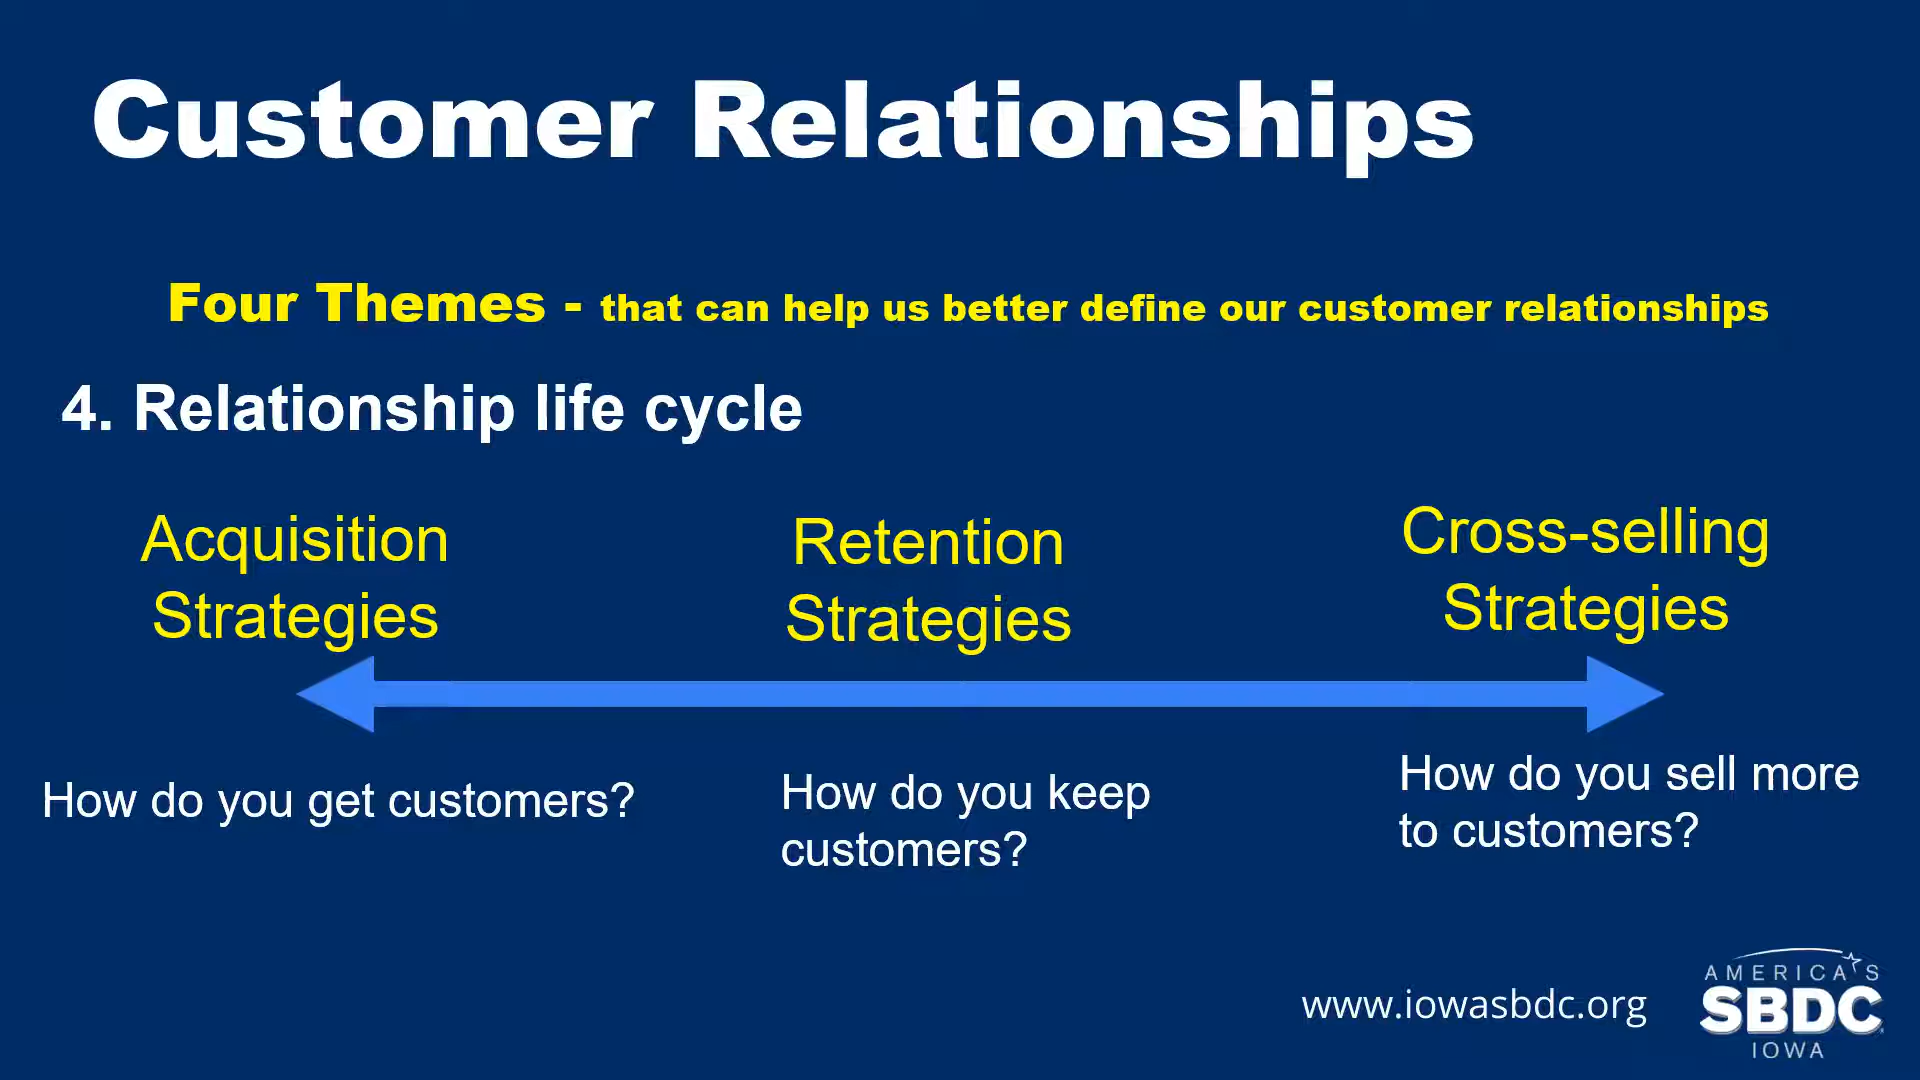 Customer Relationships
Four Themes - that can help us better define our customer relationships
4. Relationship life cycle
Acquisition
Strategies
Retention
Strategies
Cross-selling
Strategies
How do you get customers?
How do you keep
customers?
How do you sell more
to customers?
www.iowasbdc.org
AMERICA'S
SBDC
IOWA